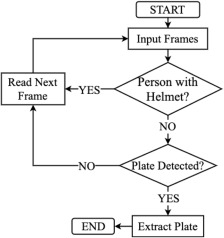 START
Input Frames
Person with
Helmet?
YES
Read Next
Frame
NO
Plate Detected?
NO
YES
Extract Plate
END